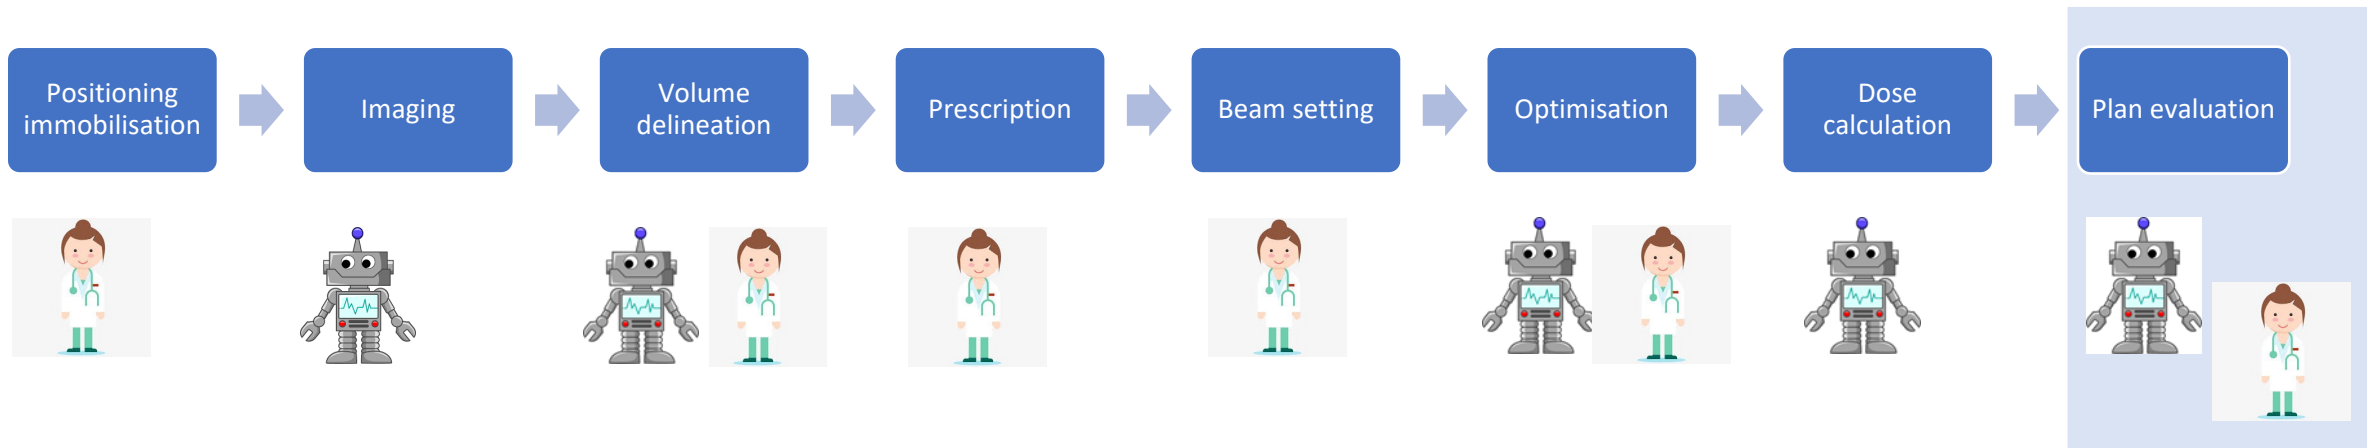 Positioning
immobilisation
Imaging
Volume
delineation
Prescription
Beam setting
Optimisation
Dose
calculation
Plan evaluation